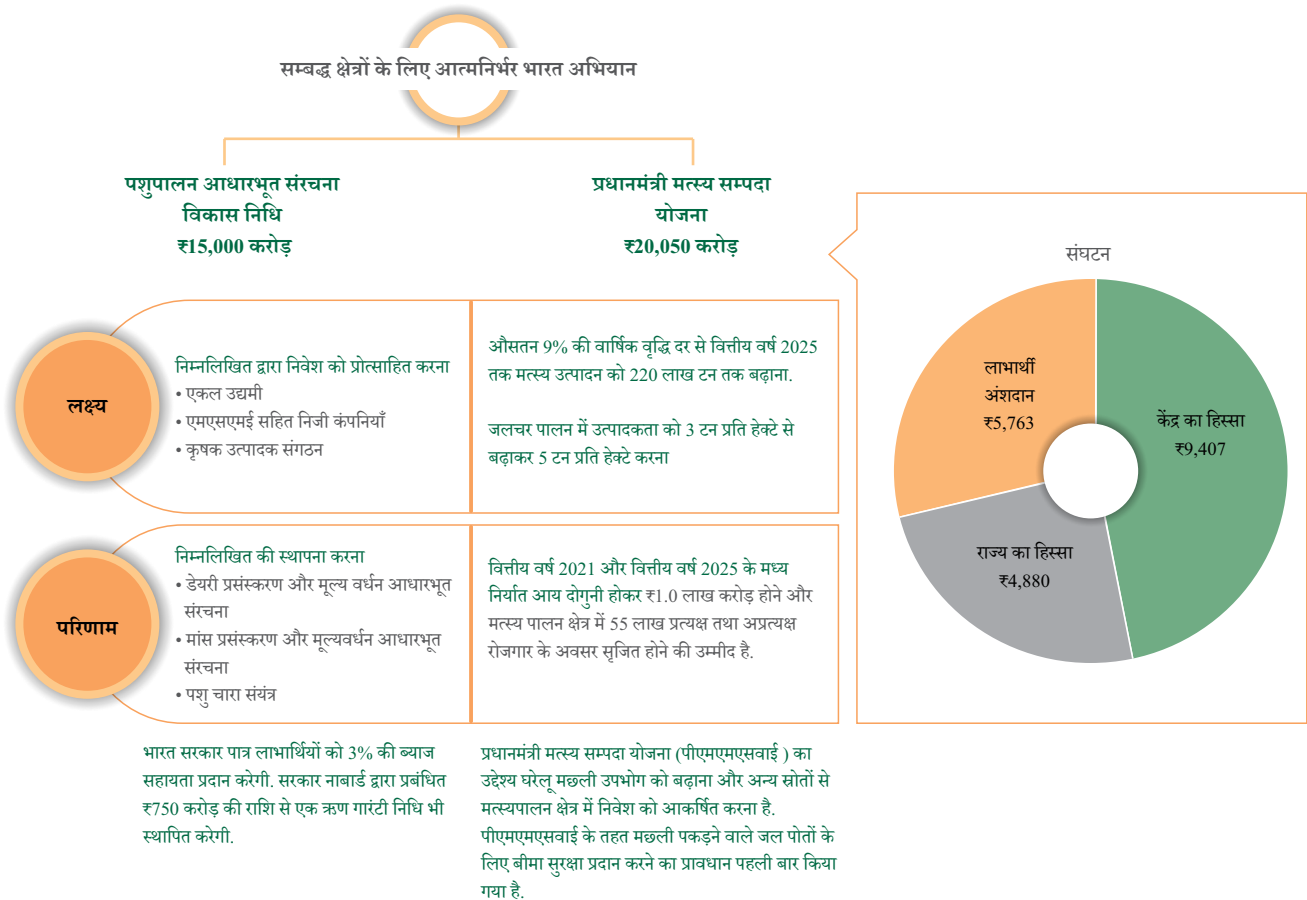 सम्बद्ध क्षेत्रों के लिए आत्मनिर्भर भारत अभियान
पशुपालन आधारभूत संरचना
विकास निधि
₹15,000 करोड़
प्रधानमंत्री मत्स्य सम्पदा
योजना
₹20,050 करोड़
लक्ष्य
निम्नलिखित द्वारा निवेश को प्रोत्साहित करना
• एकल उद्यमी
• एमएसएमई सहित निजी कंपनियाँ
• कृषक उत्पादक संगठन
औसतन 9% की वार्षिक वृद्धि दर से वित्तीय वर्ष 2025
तक मत्स्य उत्पादन को 220 लाख टन तक बढ़ाना.
जलचर पालन में उत्पादकता को 3 टन प्रति हेक्टे से
बढ़ाकर 5 टन प्रति हेक्टे करना
परिणाम
निम्नलिखित की स्थापना करना
• डेयरी प्रसंस्करण और मूल्य वर्धन आधारभूत
संरचना
• मांस प्रसंस्करण और मूल्यवर्धन आधारभूत
संरचना
• पशु चारा संयंत्र
वित्तीय वर्ष 2021 और वित्तीय वर्ष 2025 के मध्य
निर्यात आय दोगुनी होकर ₹1.0 लाख करोड़ होने और
मत्स्य पालन क्षेत्र में 55 लाख प्रत्यक्ष तथा अप्रत्यक्ष
रोजगार के अवसर सृजित होने की उम्मीद है.
भारत सरकार पात्र लाभार्थियों को 3% की ब्याज
सहायता प्रदान करेगी. सरकार नाबार्ड द्वारा प्रबंधित
₹750 करोड़ की राशि से एक ऋण गारंटी निधि भी
स्थापित करेगी.
प्रधानमंत्री मत्स्य सम्पदा योजना (पीएमएमएसवाई ) का
उद्देश्य घरेलू मछली उपभोग को बढ़ाना और अन्य स्रोतों से
मत्स्यपालन क्षेत्र में निवेश को आकर्षित करना है.
पीएमएमएसवाई के तहत मछली पकड़ने वाले जल पोतों के
लिए बीमा सुरक्षा प्रदान करने का प्रावधान पहली बार किया
गया है.
संघटन
लाभार्थी
अंशदान
₹5,763
केंद्र का हिस्सा
₹9,407
राज्य का हिस्सा
₹4,880